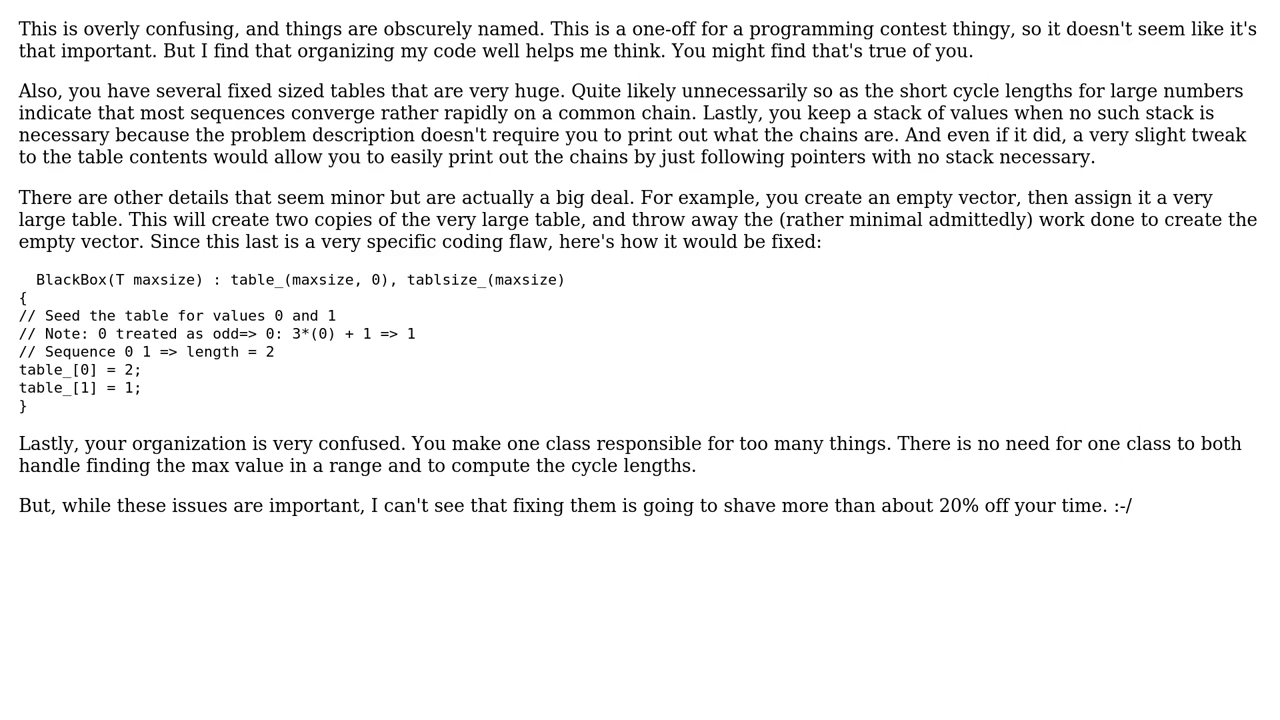 This is overly confusing, and things are obscurely named. This is a one-off for a programming contest thingy, so it doesn't seem like it's
that important. But I find that organizing my code well helps me think. You might find that's true of you.
Also, you have several fixed sized tables that are very huge. Quite likely unnecessarily so as the short cycle lengths for large numbers
indicate that most sequences converge rather rapidly on a common chain. Lastly, you keep a stack of values when no such stack is
necessary because the problem description doesn't require you to print out what the chains are. And even if it did, a very slight tweak
to the table contents would allow you to easily print out the chains by just following pointers with no stack necessary.
There are other details that seem minor but are actually a big deal. For example, you create an empty vector, then assign it a very
large table. This will create two copies of the very large table, and throw away the (rather minimal admittedly) work done to create the
empty vector. Since this last is a very specific coding flaw, here's how it would be fixed:
BlackBox(T maxsize) : table_(maxsize, 0), tablsize_(maxsize)
{
// Seed the table for values 0 and 1
// Note: 0 treated as odd=> 0: 3*(0) + 1 => 1
// Sequence 0 1 => length = 2
table_[0] = 2;
table_[1] = 1;
}
Lastly, your organization is very confused. You make one class responsible for too many things. There is no need for one class to both
handle finding the max value in a range and to compute the cycle lengths.
But, while these issues are important, I can't see that fixing them is going to shave more than about 20% off your time. :-/